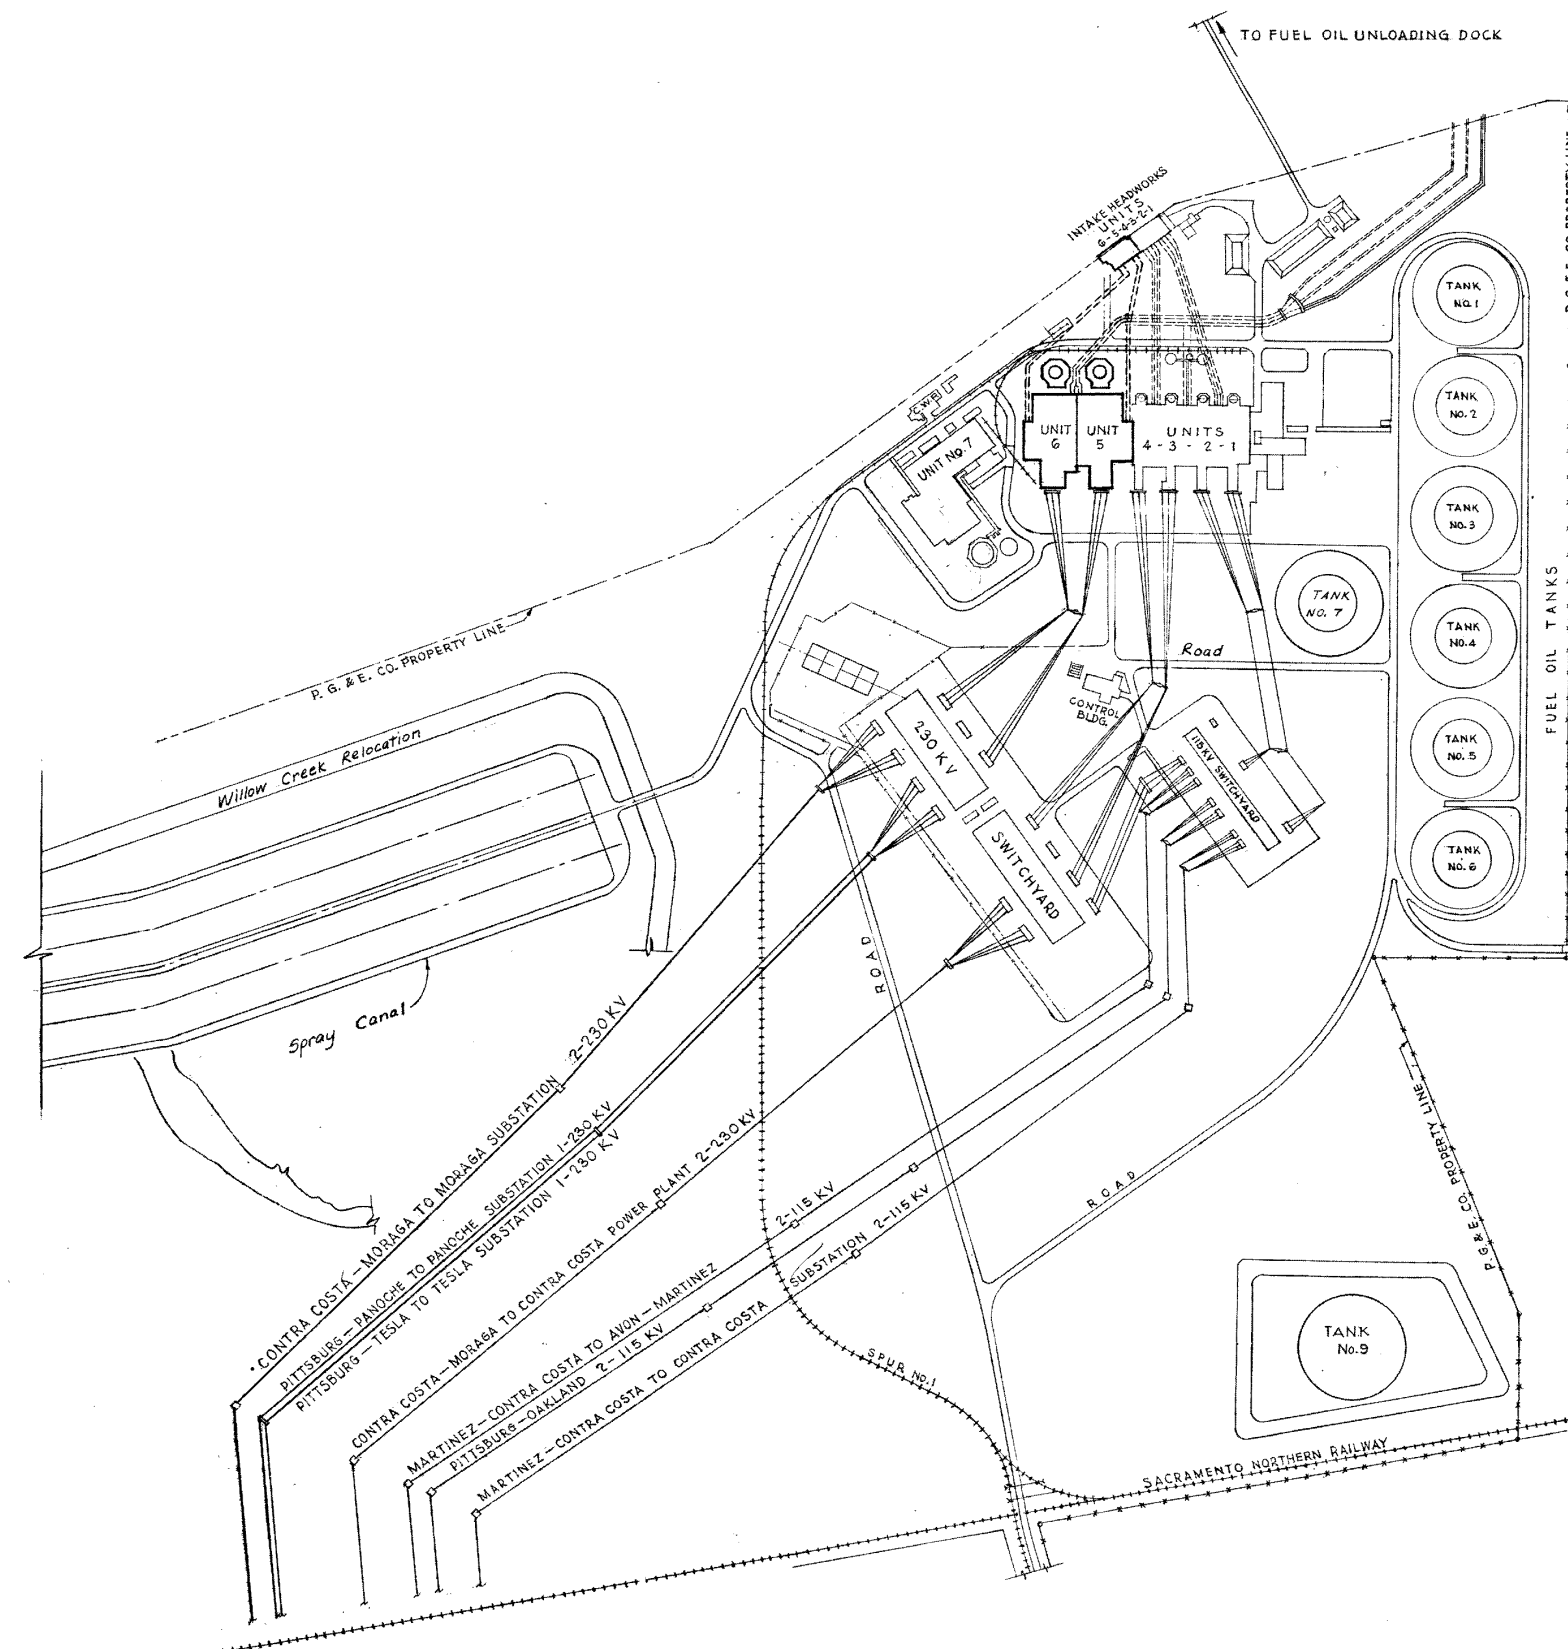 TO FUEL OIL UNLOADING DOCK
INTAKE HEADWORKS
UNITS
6-5-4-3-2-1
TANK
NO.1
TANK
NO.2
TANK
NO.3
TANK
NO.4
TANK
NO.5
TANK
NO.6
FUEL OIL TANKS
C.W.P.
UNIT NO.7
UNIT
6
UNIT
5
UNITS
4-3-2-1
TANK
NO. 7
Road
P. G. & E. CO. PROPERTY LINE
CONTROL
BLDG.
230 KV
SWITCHYARD
115KV SWITCHYARD
Willow Creek Relocation
Spray Canal
ROAD
ROAD
CONTRA COSTA-MORAGA TO MORAGA SUBSTATION 2-230 KV
PITTSBURG-PANOCHE TO PANOCHE SUBSTATION 1-230 KV
PITTSBURG-TESLA TO TESLA SUBSTATION 1-230 KV
CONTRA COSTA-MORAGA TO CONTRA COSTA POWER PLANT 2-230KV
MARTINEZ-CONTRA COSTA TO AVON-MARTINEZ 2-115 KV
PITTSBURG-OAKLAND 2-115 KV
MARTINEZ-CONTRA COSTA TO CONTRA COSTA SUBSTATION 2-115 KV
P.G.& E. CO. PROPERTY LINE
SPUR No.1
TANK
No.9
SACRAMENTO NORTHERN RAILWAY